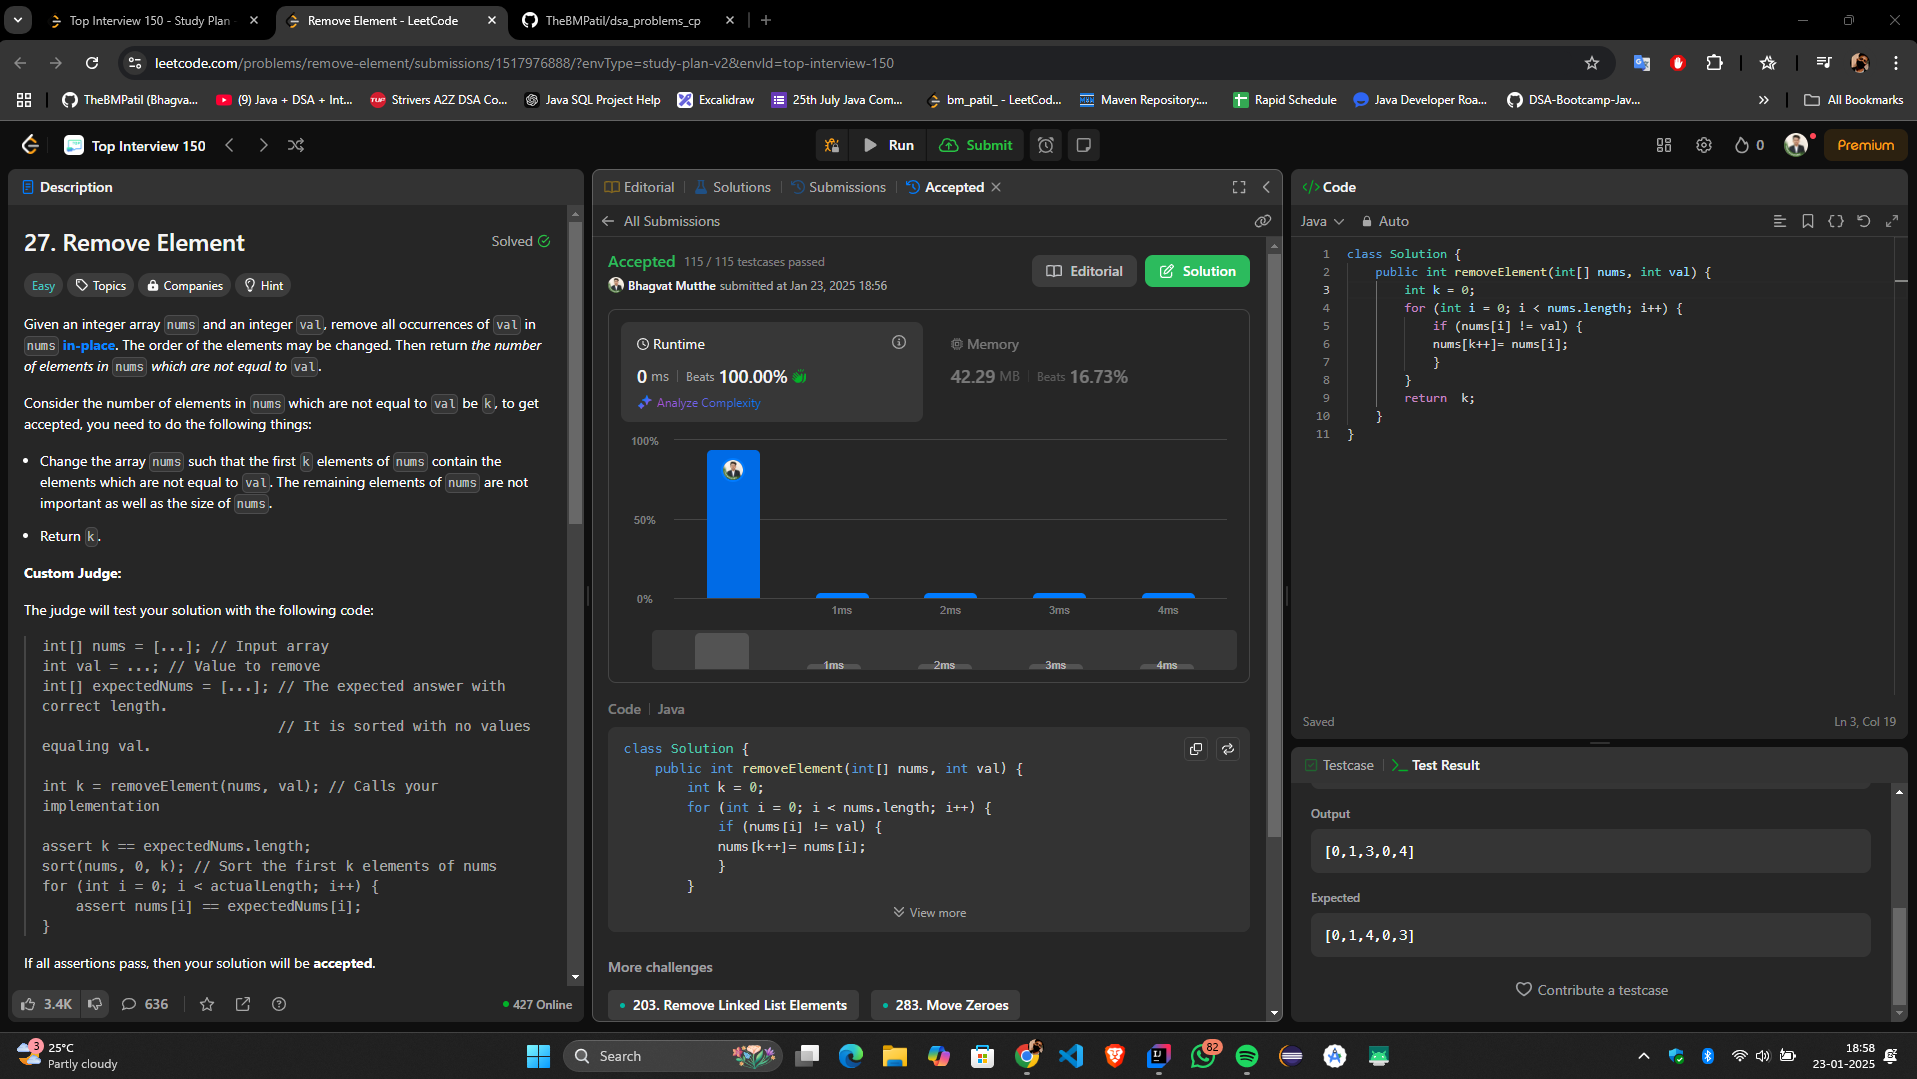 Top Interview 150 - Study Plan
Remove Element - LeetCode
TheBMPatil/dsa_problems_cp
leetcode.com/problems/remove-element/submissions/1517976888/?envType=study-plan-v2&envId=top-interview-150
TheBMPatil (Bhagva...
(9) Java + DSA + Int...
Strivers A2Z DSA Co...
Java SQL Project Help
Excalidraw
25th July Java Com...
bm_patil_ - LeetCod...
Maven Repository:...
Rapid Schedule
Java Developer Roa...
DSA-Bootcamp-Jav...
All Bookmarks
Top Interview 150
Run
Submit
0
Premium
Description
27. Remove Element
Solved
Easy
Topics
Companies
Hint
Given an integer array nums and an integer val, remove all occurrences of val in
nums in-place. The order of the elements may be changed. Then return the number
of elements in nums which are not equal to val.
Consider the number of elements in nums which are not equal to val be k, to get
accepted, you need to do the following things:
• Change the array nums such that the first k elements of nums contain the
elements which are not equal to val. The remaining elements of nums are not
important as well as the size of nums.
• Return k.
Custom Judge:
The judge will test your solution with the following code:
int[] nums = [...]; // Input array
int val = ...; // Value to remove
int[] expectedNums = [...]; // The expected answer with
correct length.
// It is sorted with no values
equaling val.
int k = removeElement(nums, val); // Calls your
implementation
assert k == expectedNums.length;
sort(nums, 0, k); // Sort the first k elements of nums
for (int i = 0; i < actualLength; i++) {
assert nums[i] == expectedNums[i];
}
If all assertions pass, then your solution will be accepted.
3.4K
636
427 Online
Editorial
Solutions
Submissions
Accepted
All Submissions
Accepted 115 / 115 testcases passed
Bhagvat Mutthe submitted at Jan 23, 2025 18:56
Editorial
Solution
Runtime
0 ms | Beats 100.00%
Analyze Complexity
Memory
42.29 MB | Beats 16.73%
100%
50%
0%
1ms
2ms
3ms
4ms
1ms
2ms
3ms
4ms
Code | Java
class Solution {
public int removeElement(int[] nums, int val) {
int k = 0;
for (int i = 0; i < nums.length; i++) {
if (nums[i] != val) {
nums[k++]= nums[i];
}
}
View more
More challenges
• 203. Remove Linked List Elements
• 283. Move Zeroes
</> Code
Java
Auto
1 class Solution {
2 public int removeElement(int[] nums, int val) {
3 int k = 0;
4 for (int i = 0; i < nums.length; i++) {
5 if (nums[i] != val) {
6 nums[k++]= nums[i];
7 }
8 }
9 return  k;
10 }
11 }
Saved
Ln 3, Col 19
Testcase
Test Result
Output
[0,1,3,0,4]
Expected
[0,1,4,0,3]
Contribute a testcase
3
25°C
Partly cloudy
Search
82
18:58
23-01-2025